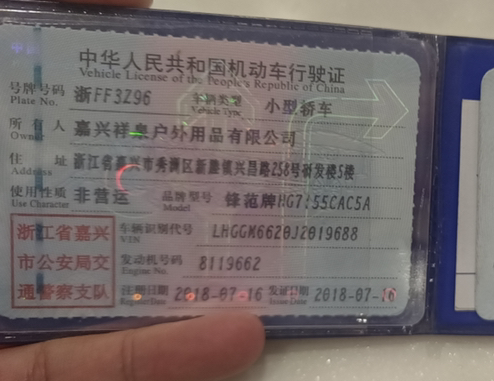 中华人民共和国机动车行驶证
Vehicle License of the People's Republic of China
号牌号码 浙FF3Z96 车辆类型 小型轿车
Plate No.
所有人 嘉兴祥泉户外用品有限公司
Owner
住址 浙江省嘉兴市秀洲区新塍镇兴昌路258号研发楼5楼
Address
使用性质 非营运 品牌型号 锋范牌HG7155CAC5A
Use Character Model
浙江省嘉兴
市公安局交
通警察支队
车辆识别代号 LHGGM6620J2019688
VIN
发动机号码 8119662
Engine No.
注册日期 2018-07-16 发证日期 2018-07-16
Register Date Issue Date